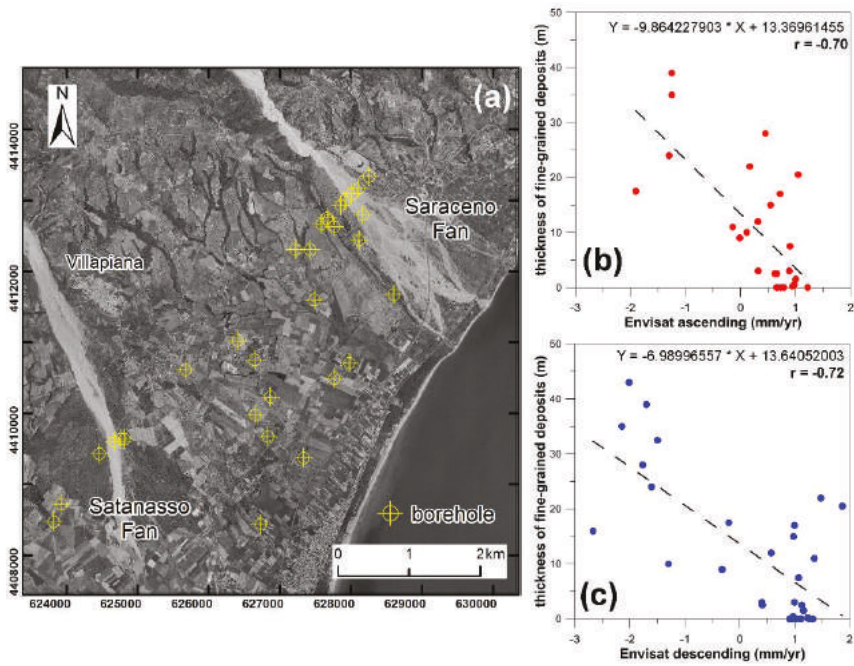 (a)
N
Saraceno
Fan
Villapiana
Satanasso
Fan
borehole
0 1 2km
4414000
4412000
4410000
4408000
624000 625000 626000 627000 628000 629000 630000
Y = -9.864227903 * X + 13.36961455
r = -0.70
(b)
thickness of fine-grained deposits (m)
50
40
30
20
10
0
-3 -2 -1 0 1 2
Envisat ascending (mm/yr)
Y = -6.98996557 * X + 13.64052003
r = -0.72
(c)
thickness of fine-grained deposits (m)
50
40
30
20
10
0
-3 -2 -1 0 1 2
Envisat descending (mm/yr)